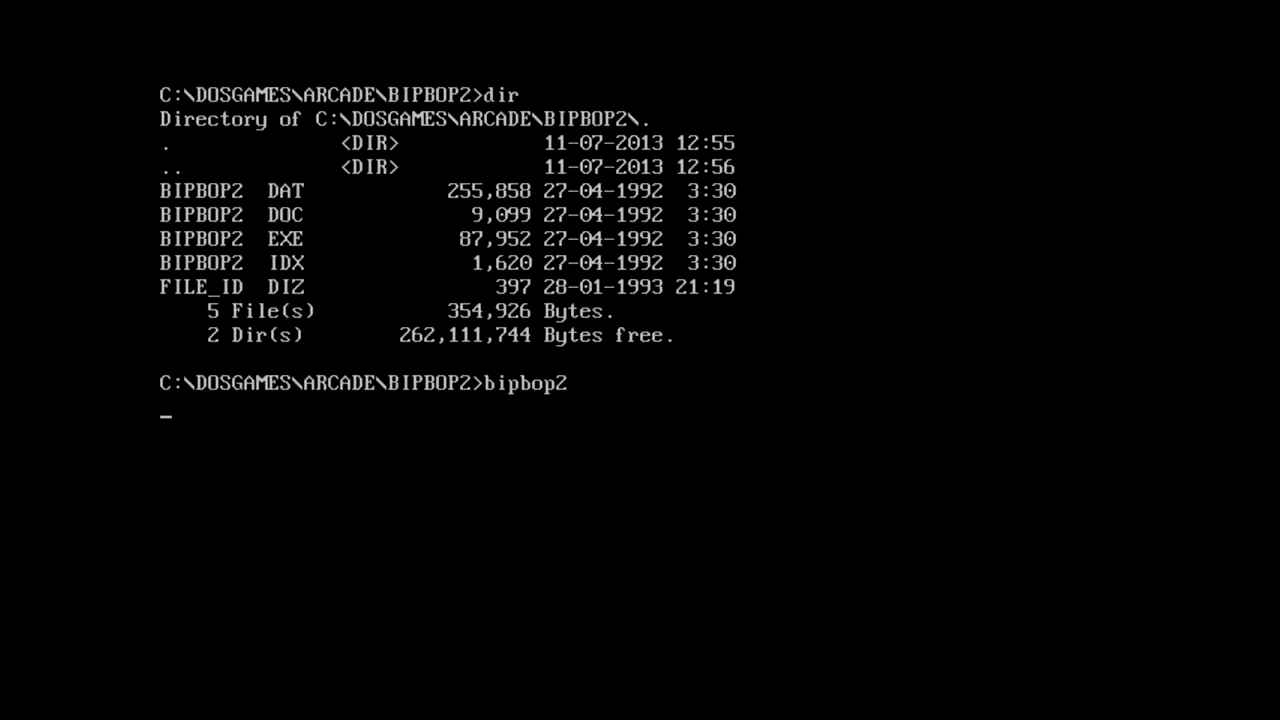 C:\DOSGAMES\ARCADE\BIPBOP2>dir
Directory of C:\DOSGAMES\ARCADE\BIPBOP2\.
.              <DIR>            11-07-2013 12:55
..             <DIR>            11-07-2013 12:56
BIPBOP2  DAT            255,858 27-04-1992  3:30
BIPBOP2  DOC              9,099 27-04-1992  3:30
BIPBOP2  EXE             87,952 27-04-1992  3:30
BIPBOP2  IDX              1,620 27-04-1992  3:30
FILE_ID  DIZ                397 28-01-1993 21:19
    5 File(s)           354,926 Bytes.
    2 Dir(s)        262,111,744 Bytes free.
C:\DOSGAMES\ARCADE\BIPBOP2>bipbop2
_